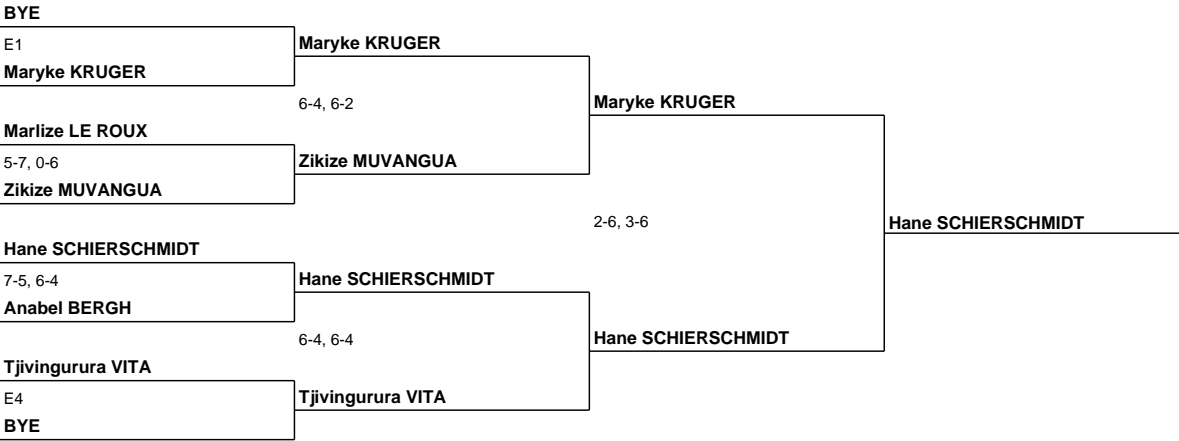 BYE
E1
Maryke KRUGER
Maryke KRUGER
6-4, 6-2
Maryke KRUGER
Marlize LE ROUX
5-7, 0-6
Zikize MUVANGUA
Zikize MUVANGUA
2-6, 3-6
Hane SCHIERSCHMIDT
Hane SCHIERSCHMIDT
7-5, 6-4
Hane SCHIERSCHMIDT
Anabel BERGH
6-4, 6-4
Hane SCHIERSCHMIDT
Tjivingurura VITA
E4
Tjivingurura VITA
BYE